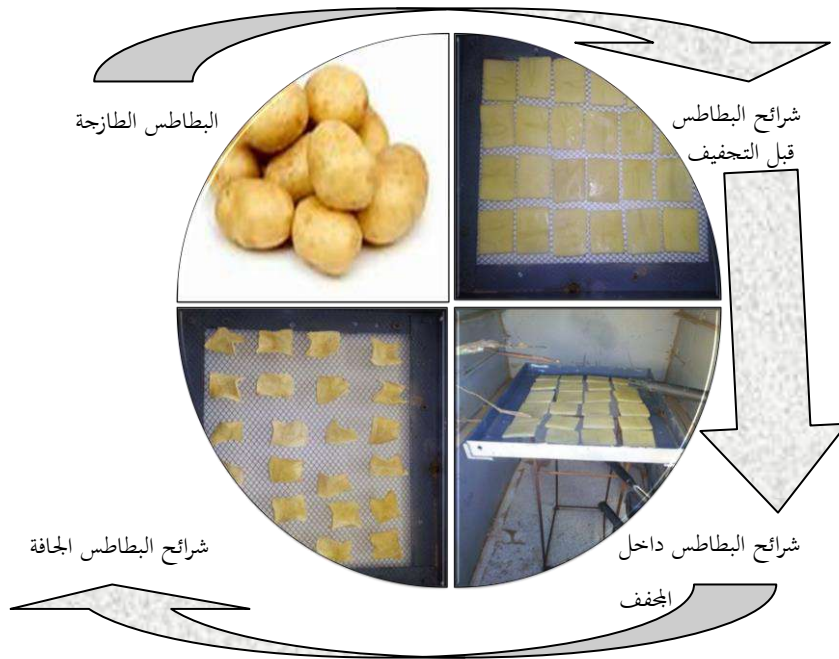 البطاطس الطازجة
شرائح البطاطس
قبل التجفيف
شرائح البطاطس داخل
المجفف
شرائح البطاطس الجافة